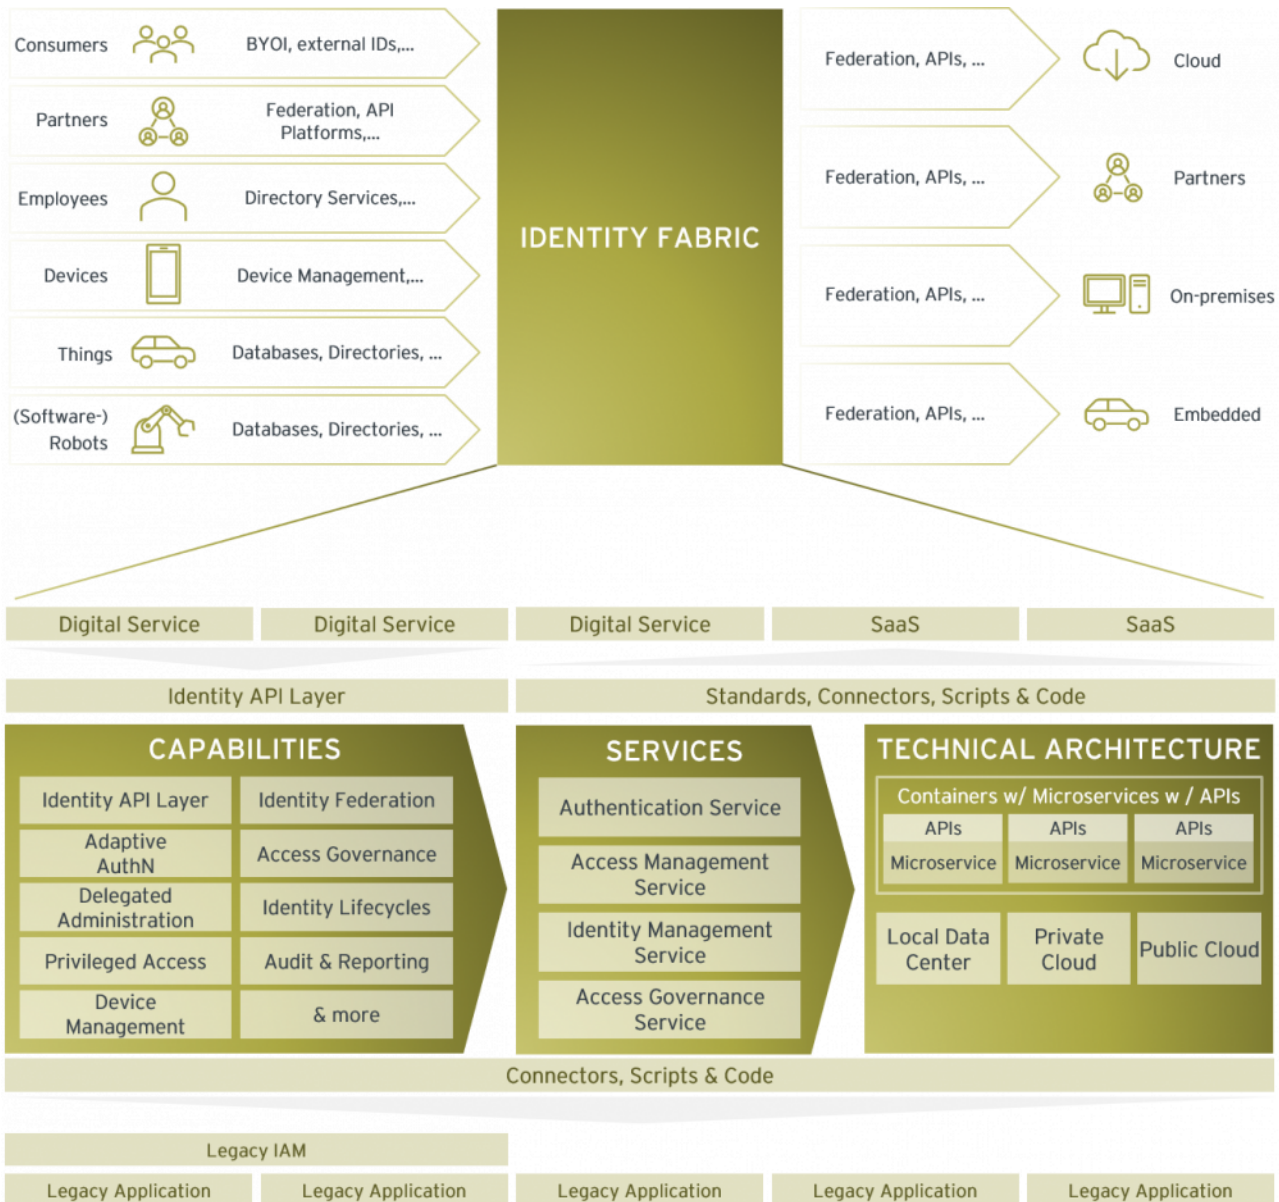 Consumers
BYOI, external IDs,...
Partners
Federation, API
Platforms,...
Employees
Directory Services,...
Devices
Device Management,...
Things
Databases, Directories, ...
(Software-)
Robots
Databases, Directories, ...
IDENTITY FABRIC
Federation, APIs, ...
Cloud
Federation, APIs, ...
Partners
Federation, APIs, ...
On-premises
Federation, APIs, ...
Embedded
Digital Service
Digital Service
Digital Service
SaaS
SaaS
Identity API Layer
Standards, Connectors, Scripts & Code
CAPABILITIES
Identity API Layer
Identity Federation
Adaptive
AuthN
Access Governance
Delegated
Administration
Identity Lifecycles
Privileged Access
Audit & Reporting
Device
Management
& more
SERVICES
Authentication Service
Access Management
Service
Identity Management
Service
Access Governance
Service
TECHNICAL ARCHITECTURE
Containers w/ Microservices w / APIs
APIs
Microservice
APIs
Microservice
APIs
Microservice
Local Data
Center
Private
Cloud
Public Cloud
Connectors, Scripts & Code
Legacy IAM
Legacy Application
Legacy Application
Legacy Application
Legacy Application
Legacy Application